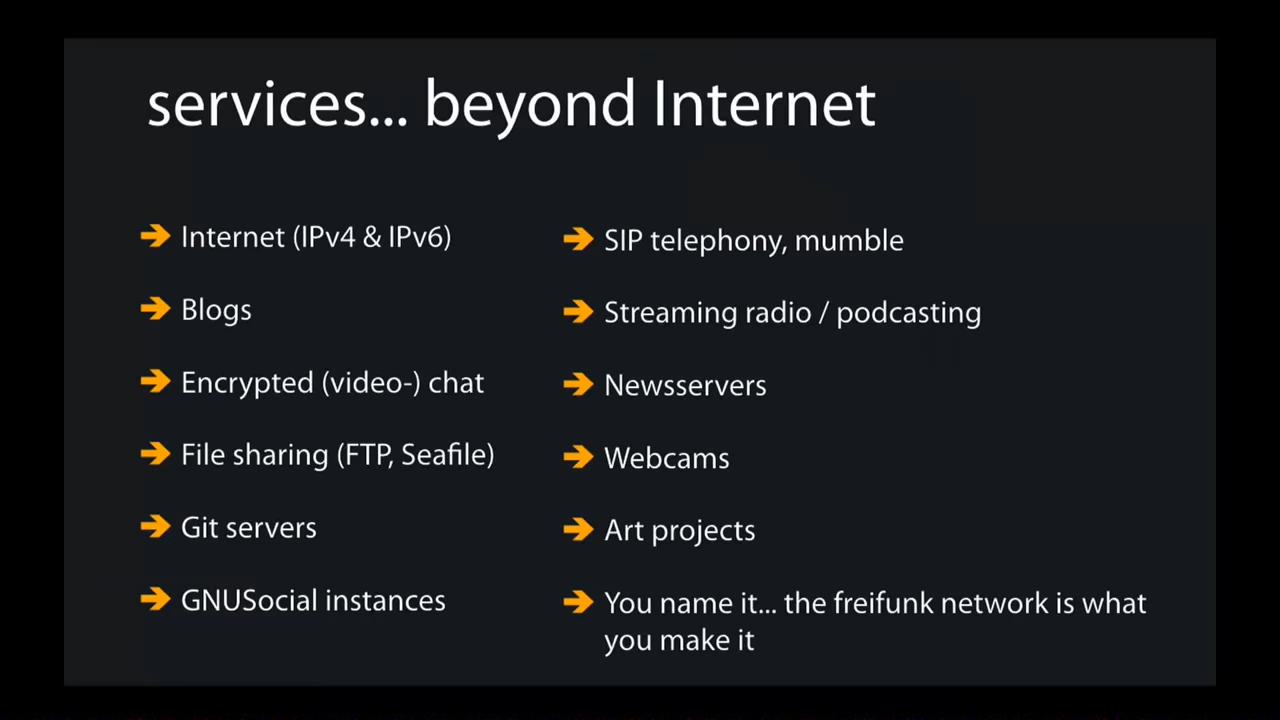 services... beyond Internet
Internet (IPv4 & IPv6)
Blogs
Encrypted (video-) chat
File sharing (FTP, Seafile)
Git servers
GNUSocial instances
SIP telephony, mumble
Streaming radio / podcasting
Newsservers
Webcams
Art projects
You name it... the freifunk network is what
you make it